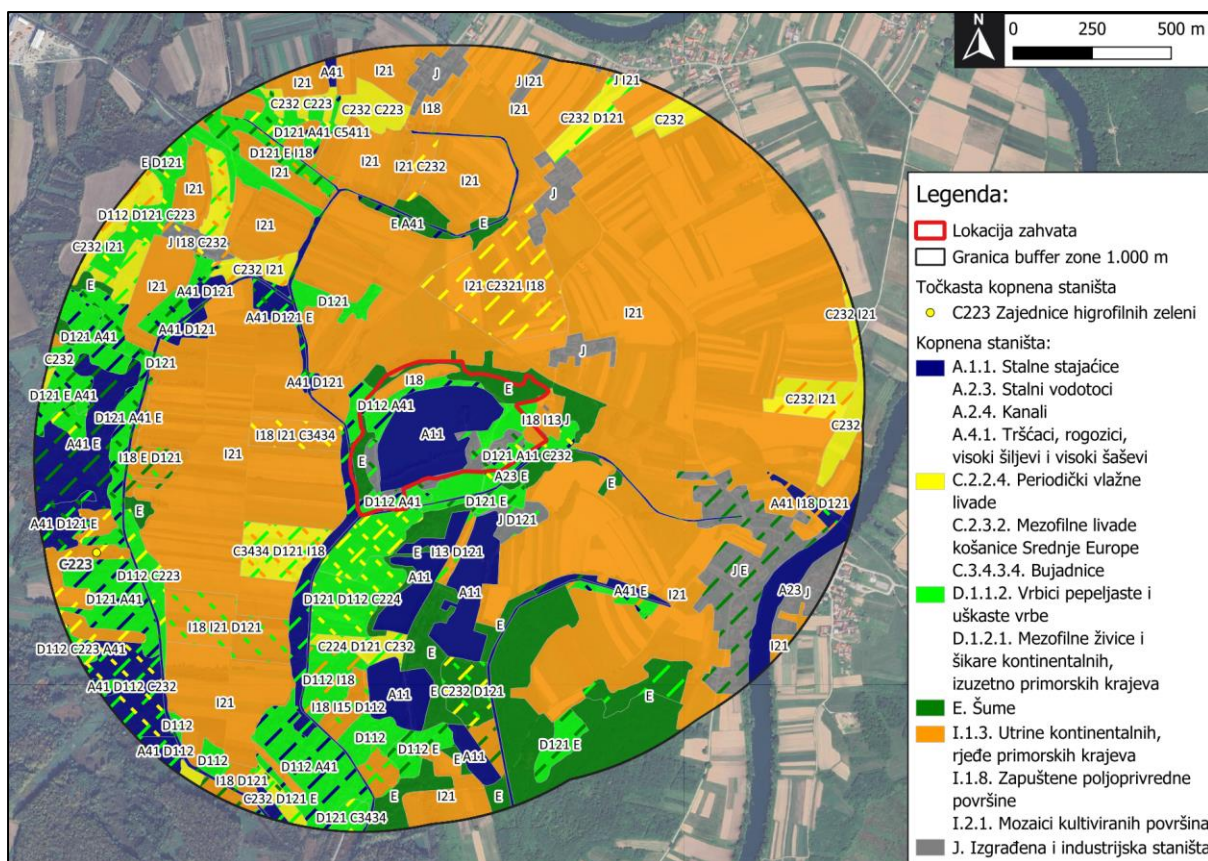 N
0 250 500 m
A41 I21 J
I21 J I21
C232 C223 C232 C223 I18 I21 C232 D121 C232
D121 A41 C5411
D121 E I18 I21
E D121 I21 I21 C232
I21 I21
D112 D121 C223 I21 E A41 E J
J I18 C232
C232 I21 C232 I21
E I21 A41 D121 D121 I21 C2321 I18
A41 D121 E
A41 D121 I21 C232 I21
D121 A41 J
C232 D121
D121 E A41 A41 D121 I18 E C232 I21
D112 A41
D121 A41 E I18 I13 J C232
A41 E I18 I21 C3434 A11
I18 E D121 I21 E D121 A11 C232
A23 E E
D112 A41 D121 E A41 I18 D121
A41 D121 E E J D121
C223 C3434 D121 I18 E I13 D121 J E
D112 C223 A11 A11 A41 E I21 A23 J
D121 A41 D121 D112 C224
I18 I21 D121 E
D112 C223 A41 C224 D121 C232 E I21
A41 D112 C232 D112 I18 A11 E C232 D121 E
I21 I18 I15 D112
D112 D112
A41 D112 D112 D112 A41 D112 E E A11 D121 E
I18 D121
C232 D121 E E I21 E
D121 C3434
Legenda:
Lokacija zahvata
Granica buffer zone 1.000 m
Točkasta kopnena staništa
C223 Zajednice higrofilnih zeleni
Kopnena staništa:
A.1.1. Stalne stajaćice
A.2.3. Stalni vodotoci
A.2.4. Kanali
A.4.1. Tršćaci, rogozici,
visoki šiljevi i visoki šaševi
C.2.2.4. Periodički vlažne
livade
C.2.3.2. Mezofilne livade
košanice Srednje Europe
C.3.4.3.4. Bujadnice
D.1.1.2. Vrbici pepeljaste i
uškaste vrbe
D.1.2.1. Mezofilne živice i
šikare kontinentalnih,
izuzetno primorskih krajeva
E. Šume
I.1.3. Utrine kontinentalnih,
rjeđe primorskih krajeva
I.1.8. Zapuštene poljoprivredne
površine
I.2.1. Mozaici kultiviranih površina
J. Izgrađena i industrijska staništa